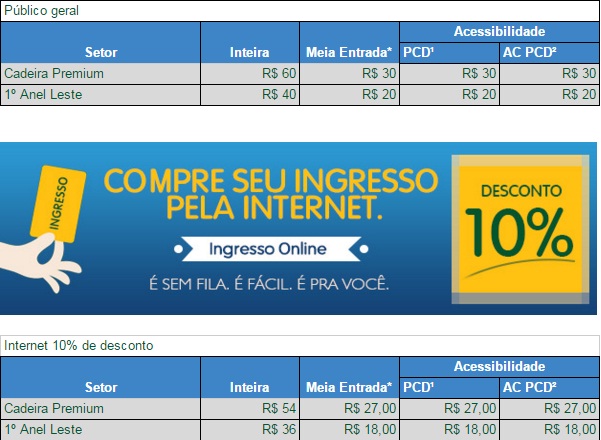 Público geral
Acessibilidade
Setor Inteira Meia Entrada* PCD¹ AC PCD²
Cadeira Premium R$ 60 R$ 30 R$ 30 R$ 30
1º Anel Leste R$ 40 R$ 20 R$ 20 R$ 20
INGRESSO
COMPRE SEU INGRESSO
PELA INTERNET.
Ingresso Online
É SEM FILA. É FÁCIL. É PRA VOCÊ.
DESCONTO
10%
Internet 10% de desconto
Acessibilidade
Setor Inteira Meia Entrada* PCD¹ AC PCD²
Cadeira Premium R$ 54 R$ 27,00 R$ 27,00 R$ 27,00
1º Anel Leste R$ 36 R$ 18,00 R$ 18,00 R$ 18,00